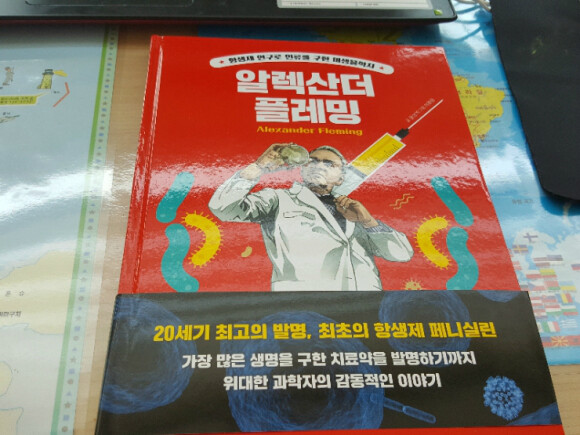 항생제 연구로 인류를 구한 미생물학자
알렉산더
플레밍
Alexander Fleming
20세기 최고의 발명, 최초의 항생제 페니실린
가장 많은 생명을 구한 치료약을 발명하기까지
위대한 과학자의 감동적인 이야기